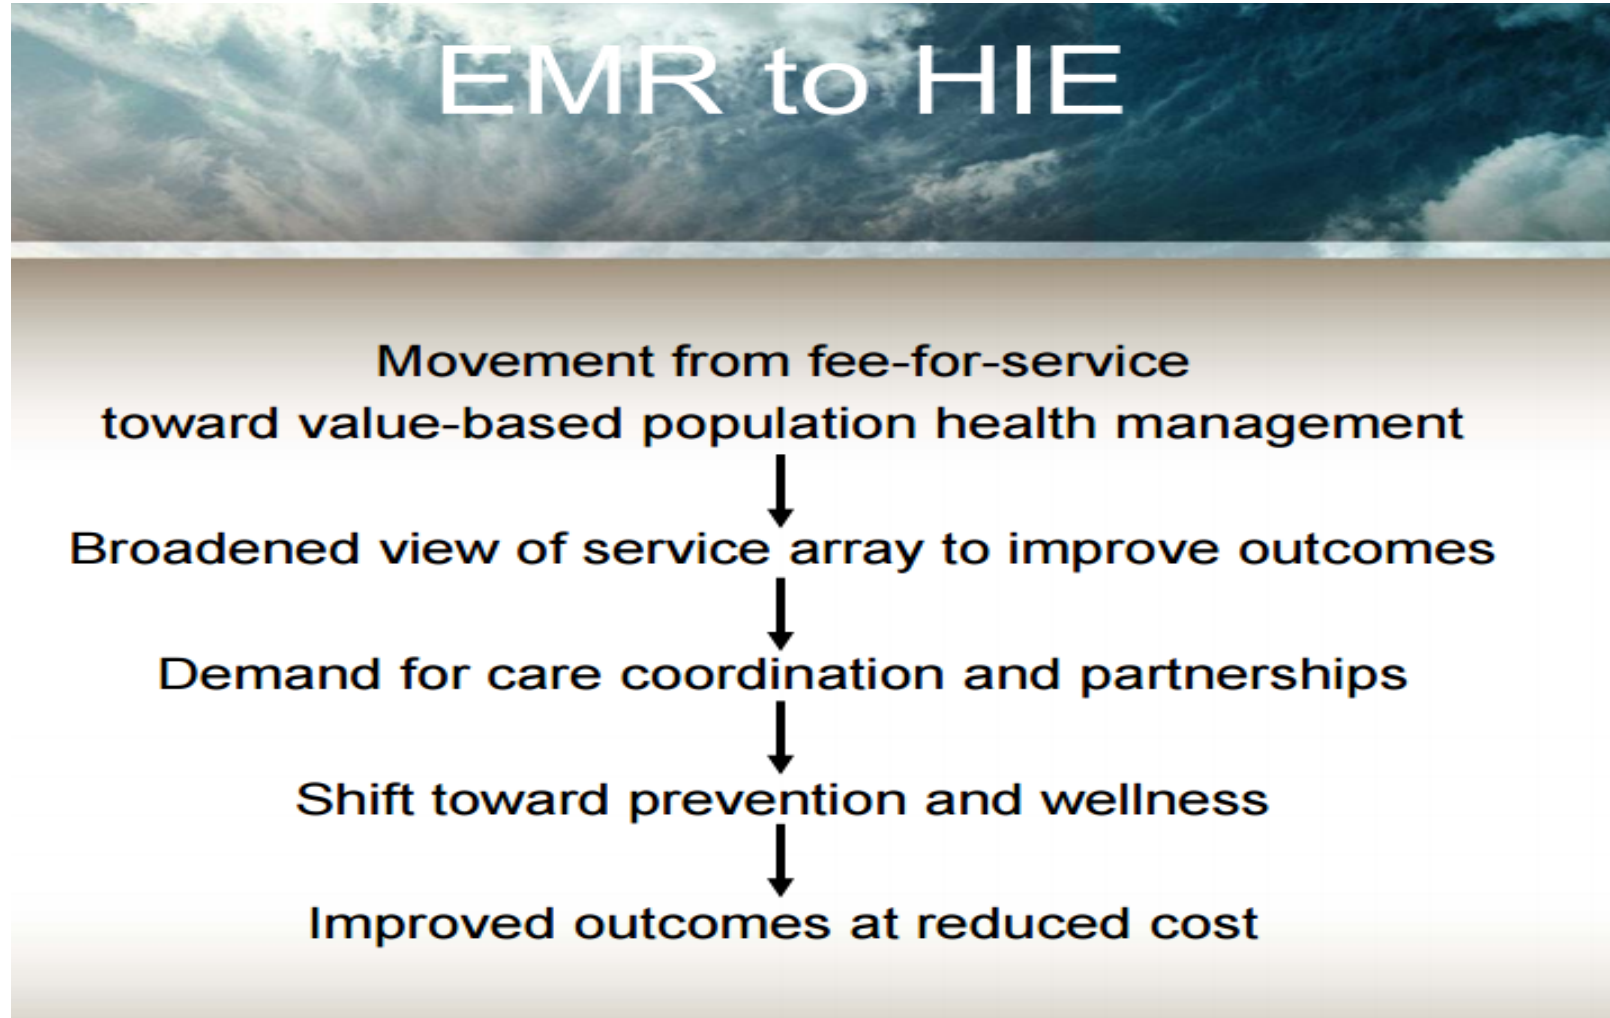 EMR to HIE
Movement from fee-for-service
toward value-based population health management
Broadened view of service array to improve outcomes
Demand for care coordination and partnerships
Shift toward prevention and wellness
Improved outcomes at reduced cost